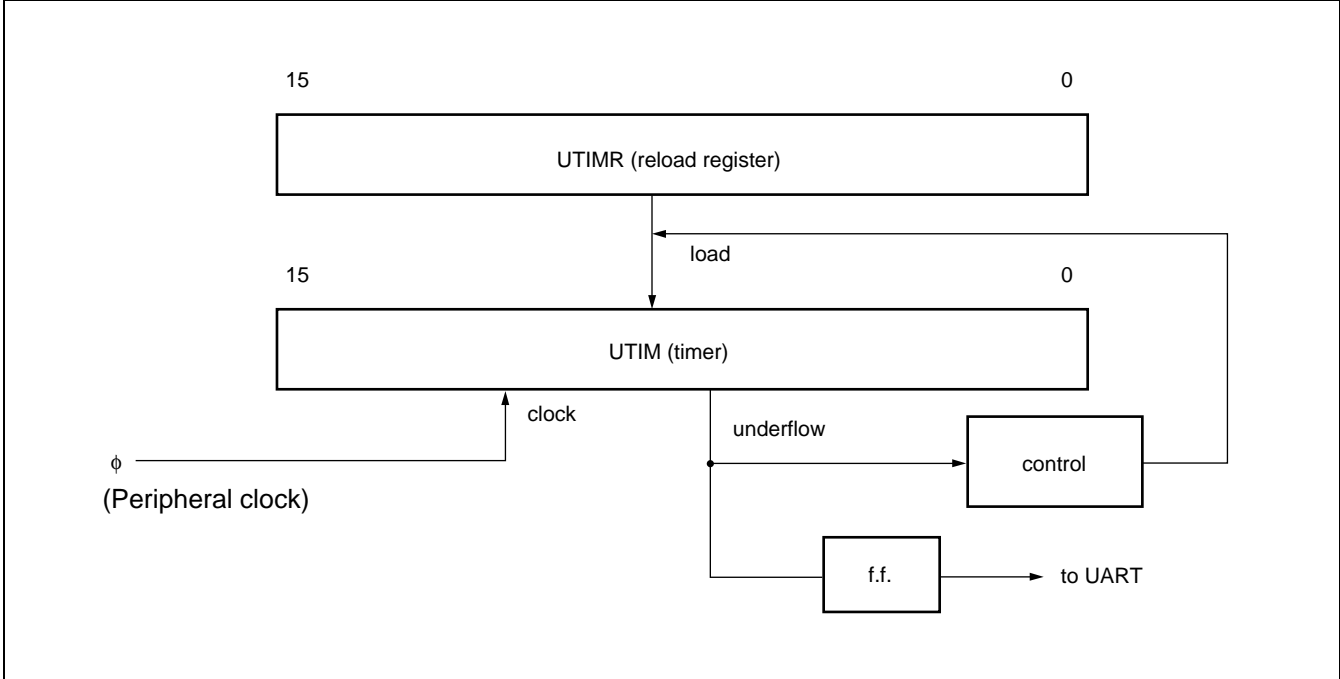 15 0
UTIMR (reload register)
load
15 0
UTIM (timer)
clock
underflow
ϕ
control
(Peripheral clock)
f.f.
to UART